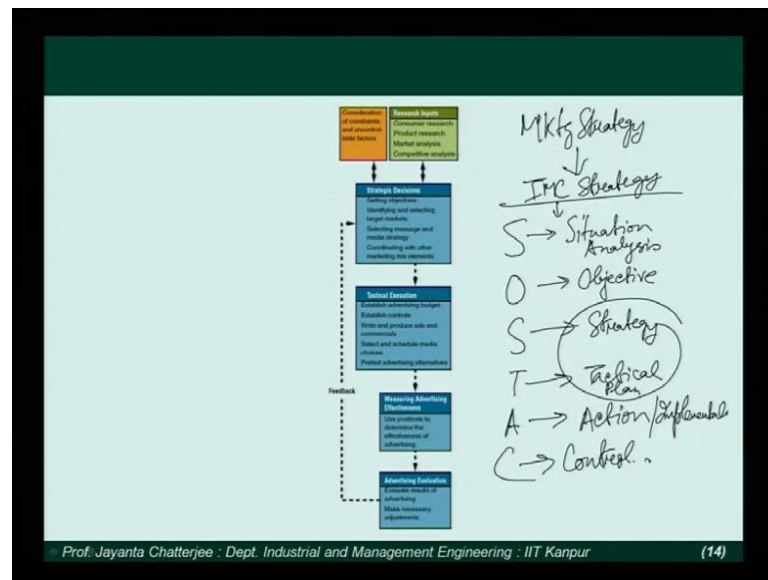 Consideration
of constraints
and uncontrol-
lable factors
Research Inputs
Consumer research
Product research
Market analysis
Competitive analysis
Strategic Decisions
Setting objectives
Identifying and selecting
target markets
Selecting message and
media strategy
Coordinating with other
marketing mix elements
Tactical Execution
Establish advertising budget
Establish controls
Write and produce ads and
commercials
Select and schedule media
choices
Pretest advertising alternatives
Feedback
Measuring Advertising
Effectiveness
Use posttests to
determine the
effectiveness of
advertising
Advertising Evaluation
Evaluate results of
advertising
Make necessary
adjustments
Mktg Strategy
IMC Strategy
S → Situation
Analysis
O → Objective
S → Strategy
T → Tactical
Plan
A → Action/
C → Control..
Prof. Jayanta Chatterjee : Dept. Industrial and Management Engineering : IIT Kanpur
(14)